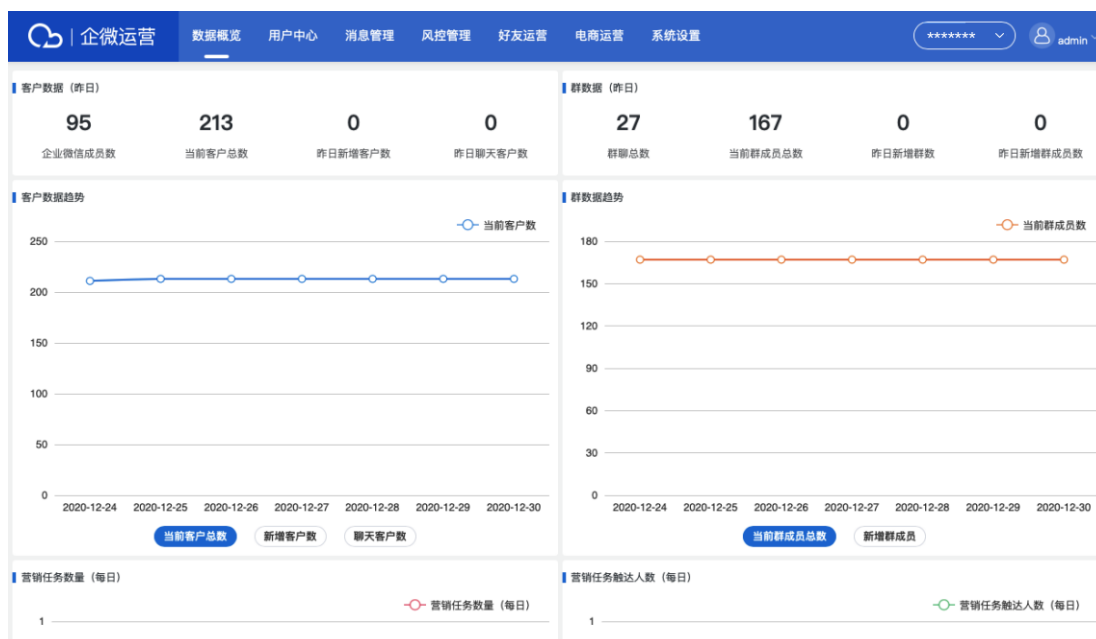 企微运营 数据概览 用户中心 消息管理 风控管理 好友运营 电商运营 系统设置 ******* admin
客户数据（昨日）
95 213 0 0
企业微信成员数 当前客户总数 昨日新增客户数 昨日聊天客户数
群数据（昨日）
27 167 0 0
群聊总数 当前群成员总数 昨日新增群数 昨日新增群成员数
客户数据趋势
当前客户数
250
200
150
100
50
0
2020-12-24 2020-12-25 2020-12-26 2020-12-27 2020-12-28 2020-12-29 2020-12-30
当前客户总数 新增客户数 聊天客户数
群数据趋势
当前群成员数
180
150
120
90
60
30
0
2020-12-24 2020-12-25 2020-12-26 2020-12-27 2020-12-28 2020-12-29 2020-12-30
当前群成员总数 新增群成员
营销任务数量（每日）
营销任务数量（每日）
1
营销任务触达人数（每日）
营销任务触达人数（每日）
1